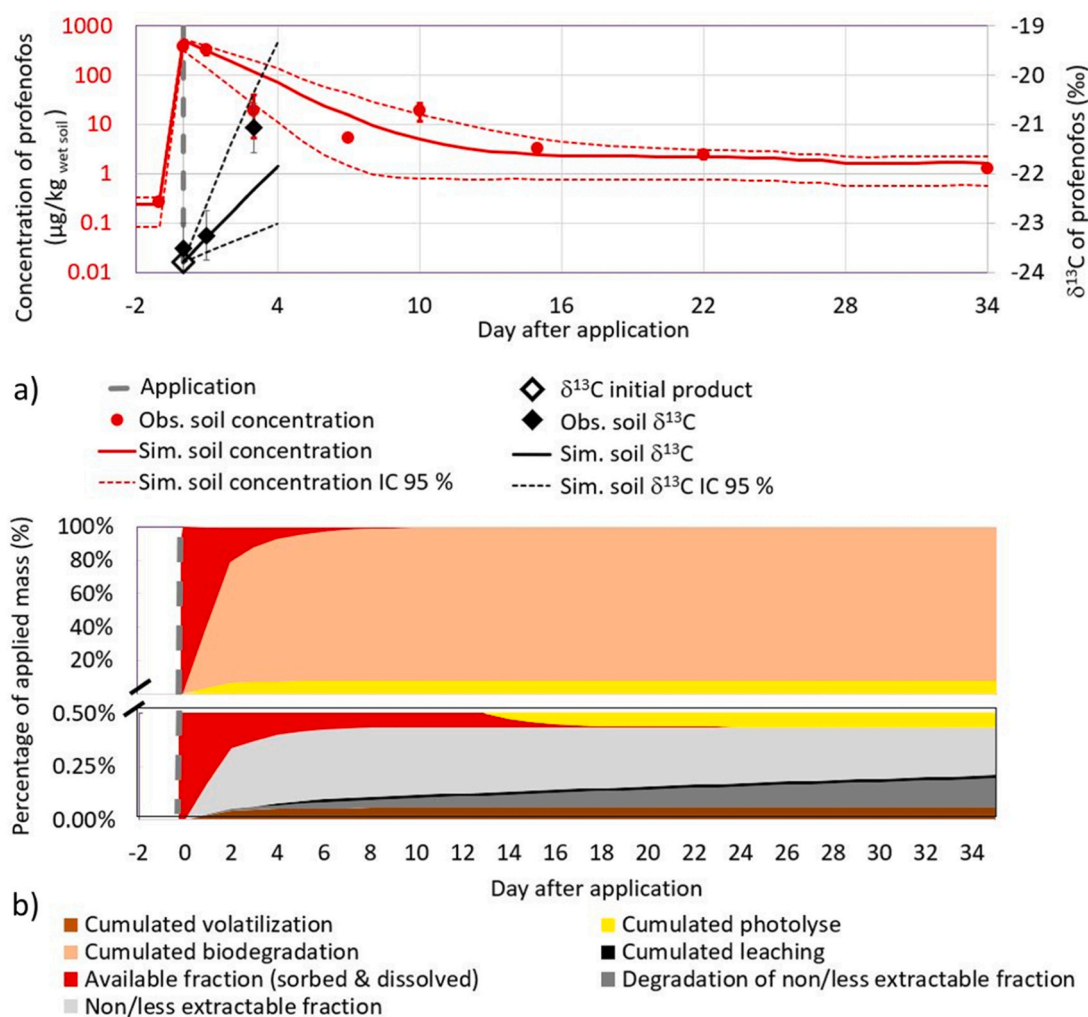 Concentration of profenofos
(µg/kg wet soil)
1000
100
10
1
0.1
0.01
-19
-20
-21
-22
-23
-24
δ13C of profenofos (‰)
-2 4 10 16 22 28 34
Day after application
a)
Application
Obs. soil concentration
Sim. soil concentration
Sim. soil concentration IC 95 %
δ13C initial product
Obs. soil δ13C
Sim. soil δ13C
Sim. soil δ13C IC 95 %
Percentage of applied mass (%)
100%
80%
60%
40%
20%
0.50%
0.25%
0.00%
-2 0 2 4 6 8 10 12 14 16 18 20 22 24 26 28 30 32 34
Day after application
b)
Cumulated volatilization
Cumulated biodegradation
Available fraction (sorbed & dissolved)
Non/less extractable fraction
Cumulated photolyse
Cumulated leaching
Degradation of non/less extractable fraction